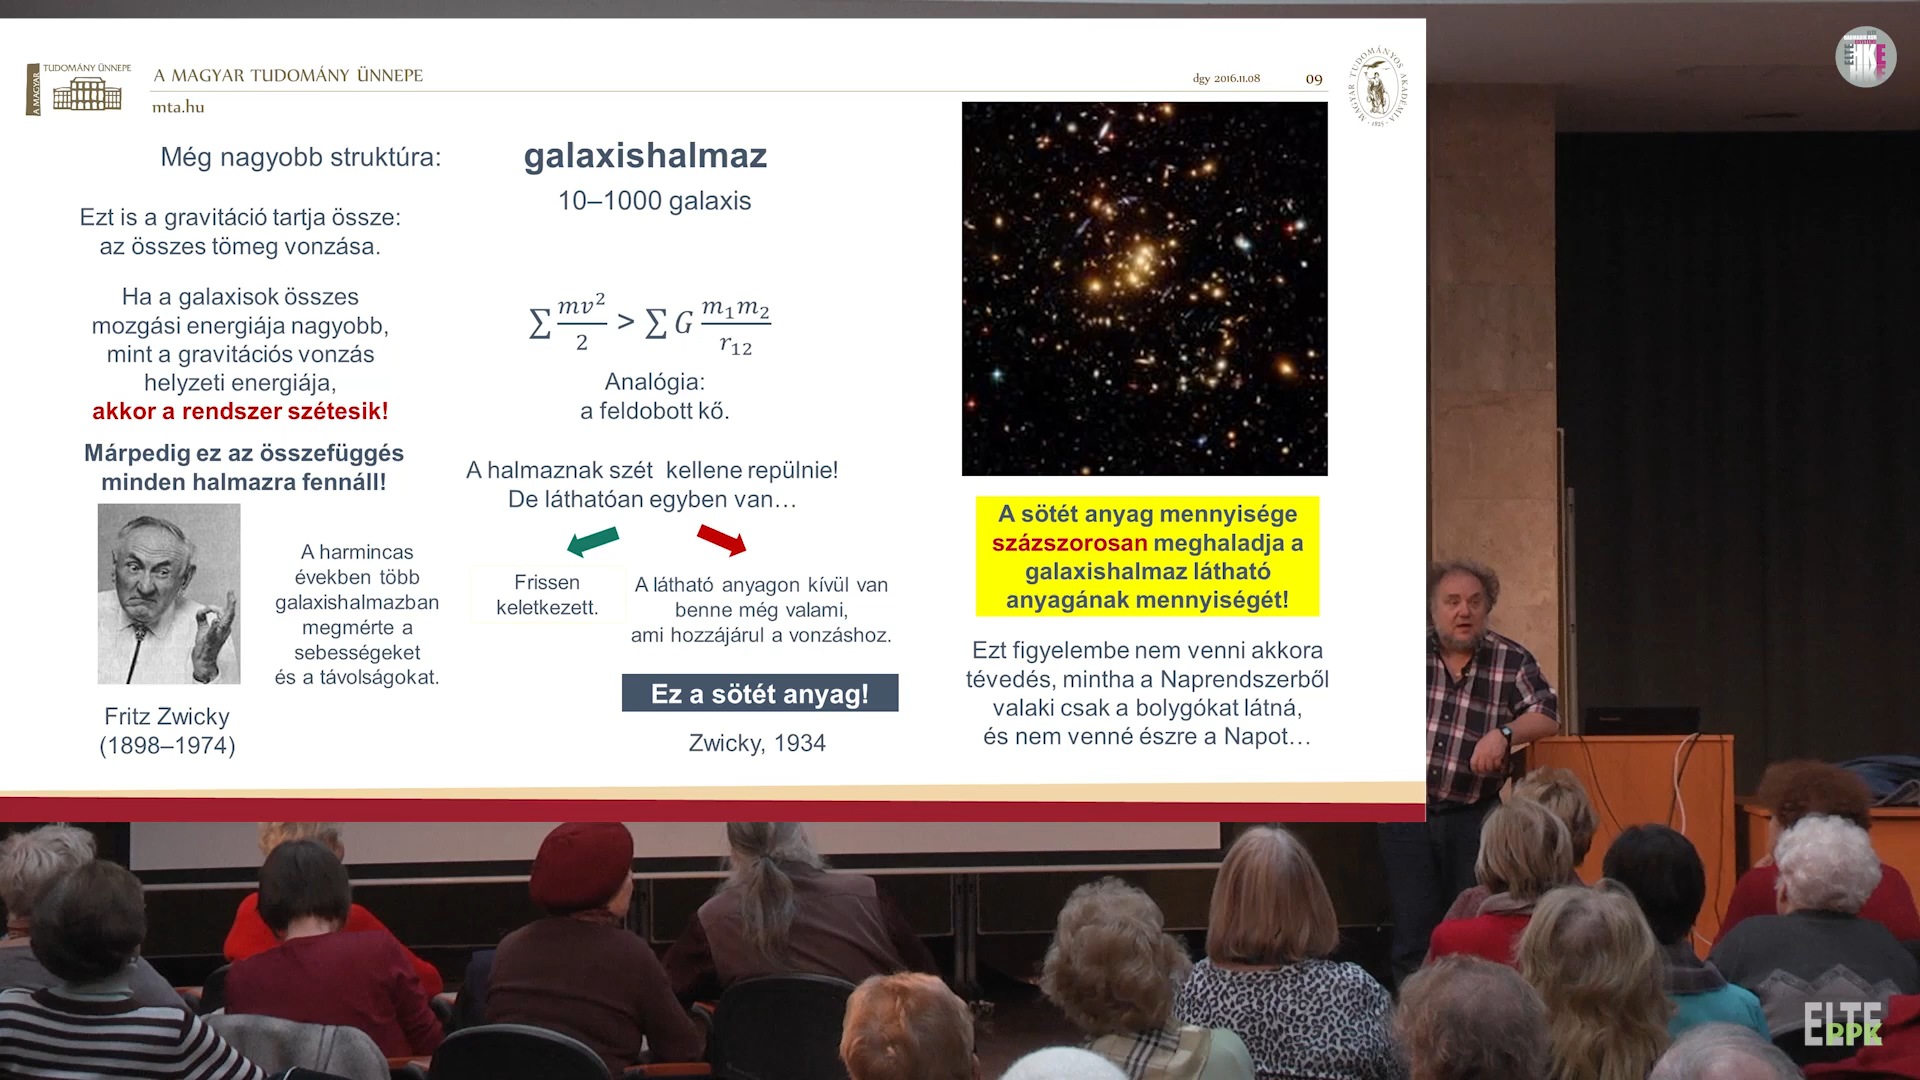 A MAGYAR
TUDOMÁNY ÜNNEPE
A MAGYAR TUDOMÁNY ÜNNEPE
mta.hu
dgy 2016.11.08
09
MAGYAR TUDOMÁNYOS AKADÉMIA
1825
Még nagyobb struktúra:
galaxishalmaz
10–1000 galaxis
Ezt is a gravitáció tartja össze:
az összes tömeg vonzása.
Ha a galaxisok összes
mozgási energiája nagyobb,
mint a gravitációs vonzás
helyzeti energiája,
akkor a rendszer szétesik!
Márpedig ez az összefüggés
minden halmazra fennáll!
A harmincas
években több
galaxishalmazban
megmérte a
sebességeket
és a távolságokat.
Fritz Zwicky
(1898–1974)
∑ mv²/2 > ∑ G m₁m₂/r₁₂
Analógia:
a feldobott kő.
A halmaznak szét kellene repülnie!
De láthatóan egyben van…
Frissen
keletkezett.
A látható anyagon kívül van
benne még valami,
ami hozzájárul a vonzáshoz.
Ez a sötét anyag!
Zwicky, 1934
A sötét anyag mennyisége
százszorosan meghaladja a
galaxishalmaz látható
anyagának mennyiségét!
Ezt figyelembe nem venni akkora
tévedés, mintha a Naprendszerből
valaki csak a bolygókat látná,
és nem venné észre a Napot…
ELTE
PPK